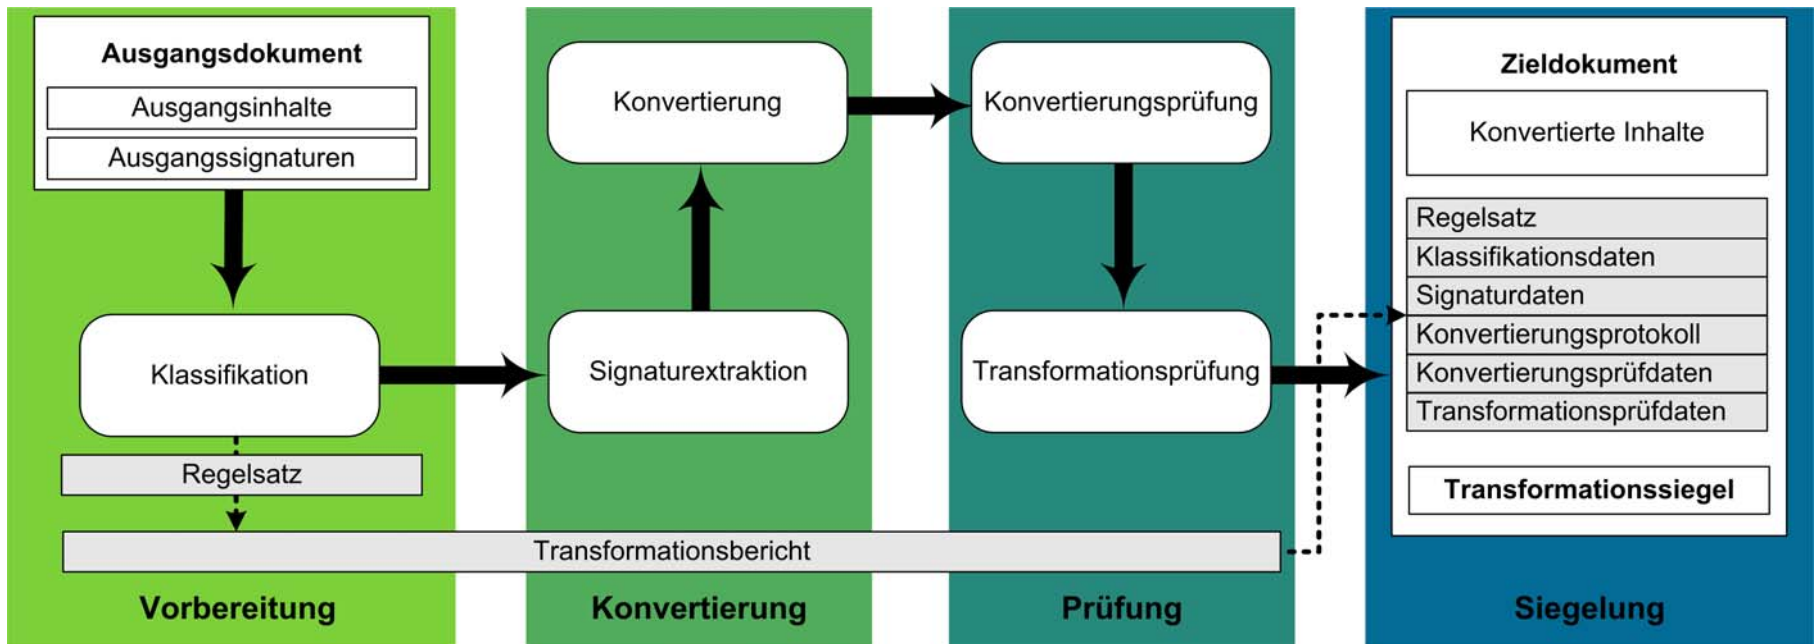 Ausgangsdokument
Ausgangsinhalte
Ausgangssignaturen
Klassifikation
Regelsatz
Transformationsbericht
Vorbereitung
Konvertierung
Signaturextraktion
Konvertierung
Konvertierungsprüfung
Transformationsprüfung
Prüfung
Zieldokument
Konvertierte Inhalte
Regelsatz
Klassifikationsdaten
Signaturdaten
Konvertierungsprotokoll
Konvertierungsprüfdaten
Transformationsprüfdaten
Transformationssiegel
Siegelung